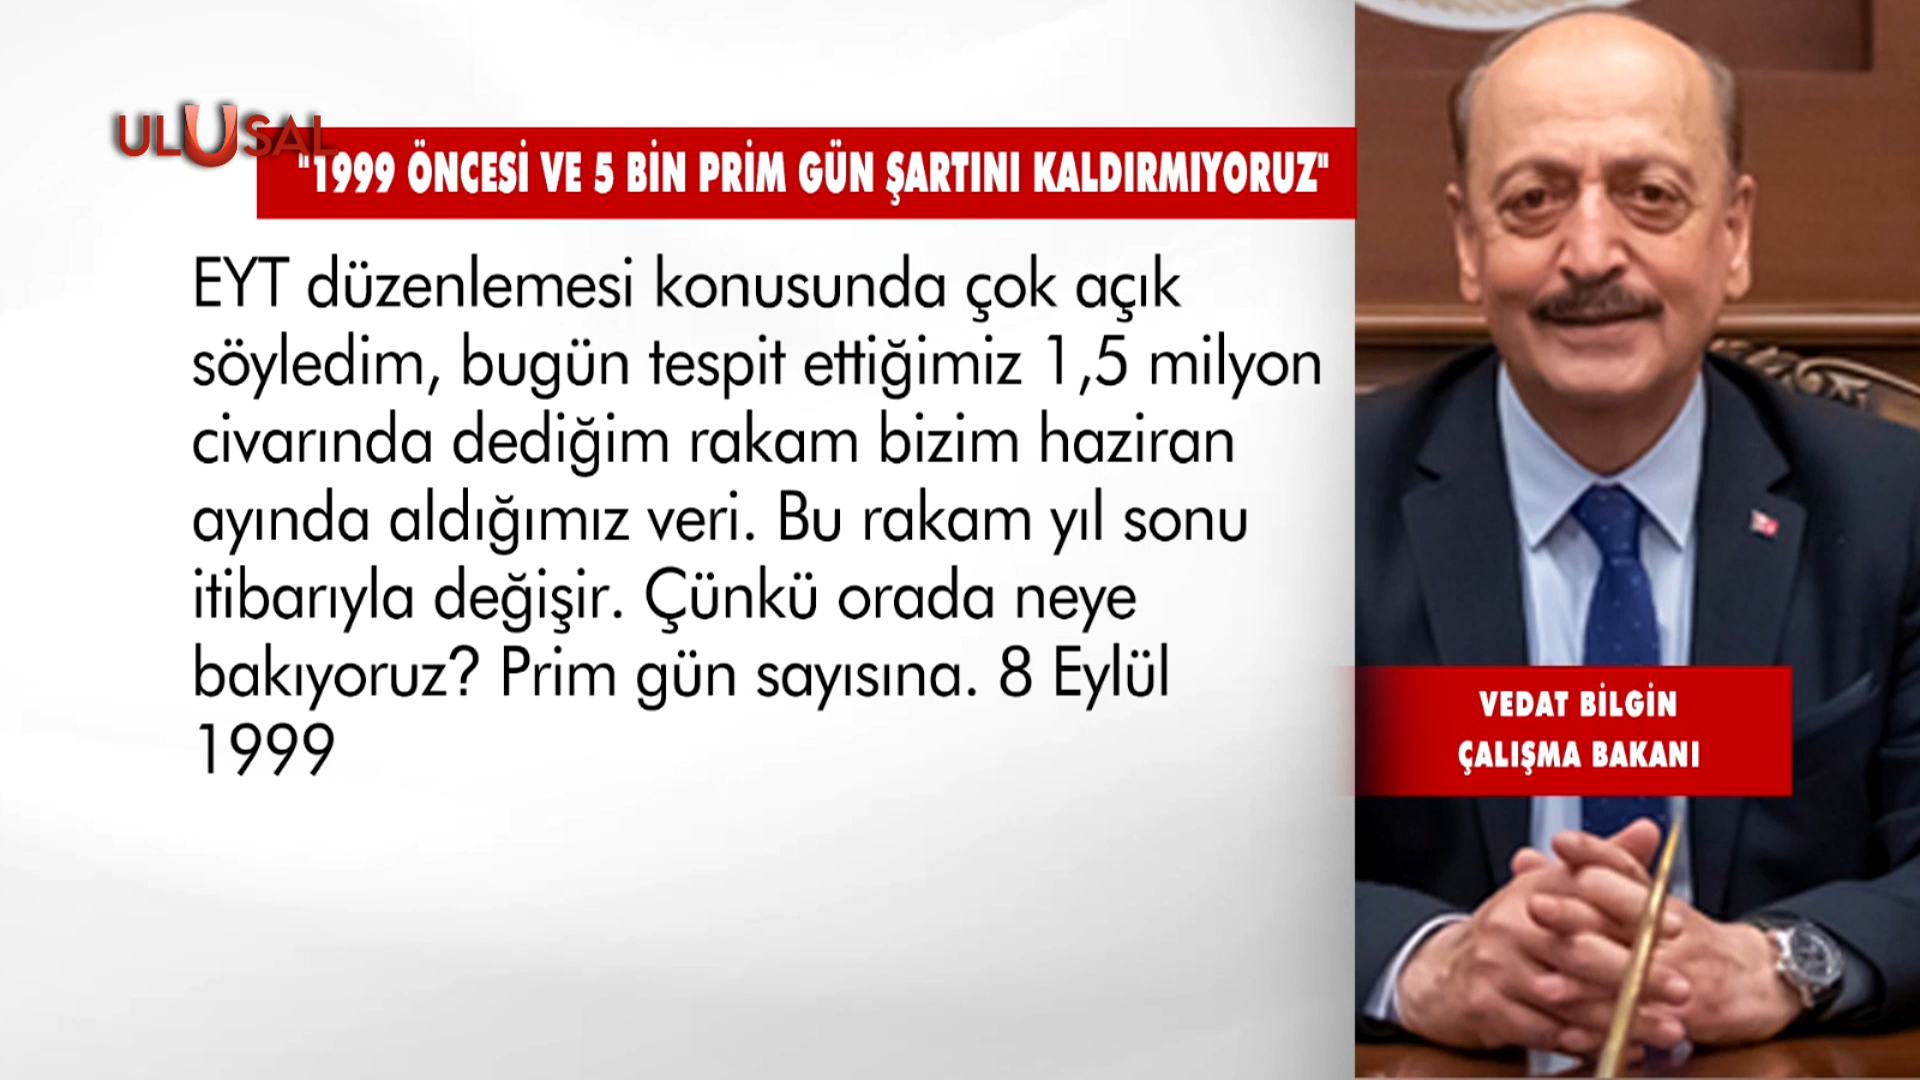 ULUSAL
"1999 ÖNCESİ VE 5 BİN PRİM GÜN ŞARTINI KALDIRMIYORUZ"
EYT düzenlemesi konusunda çok açık
söyledim, bugün tespit ettiğimiz 1,5 milyon
civarında dediğim rakam bizim haziran
ayında aldığımız veri. Bu rakam yıl sonu
itibarıyla değişir. Çünkü orada neye
bakıyoruz? Prim gün sayısına. 8 Eylül
1999
VEDAT BİLGİN
ÇALIŞMA BAKANI